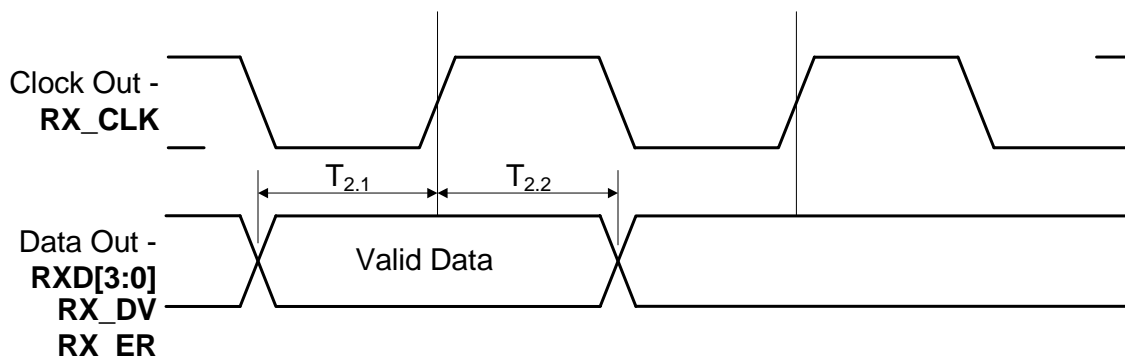 Clock Out -
RX_CLK
T2.1 T2.2
Data Out -
RXD[3:0]
Valid Data
RX_DV
RX_ER